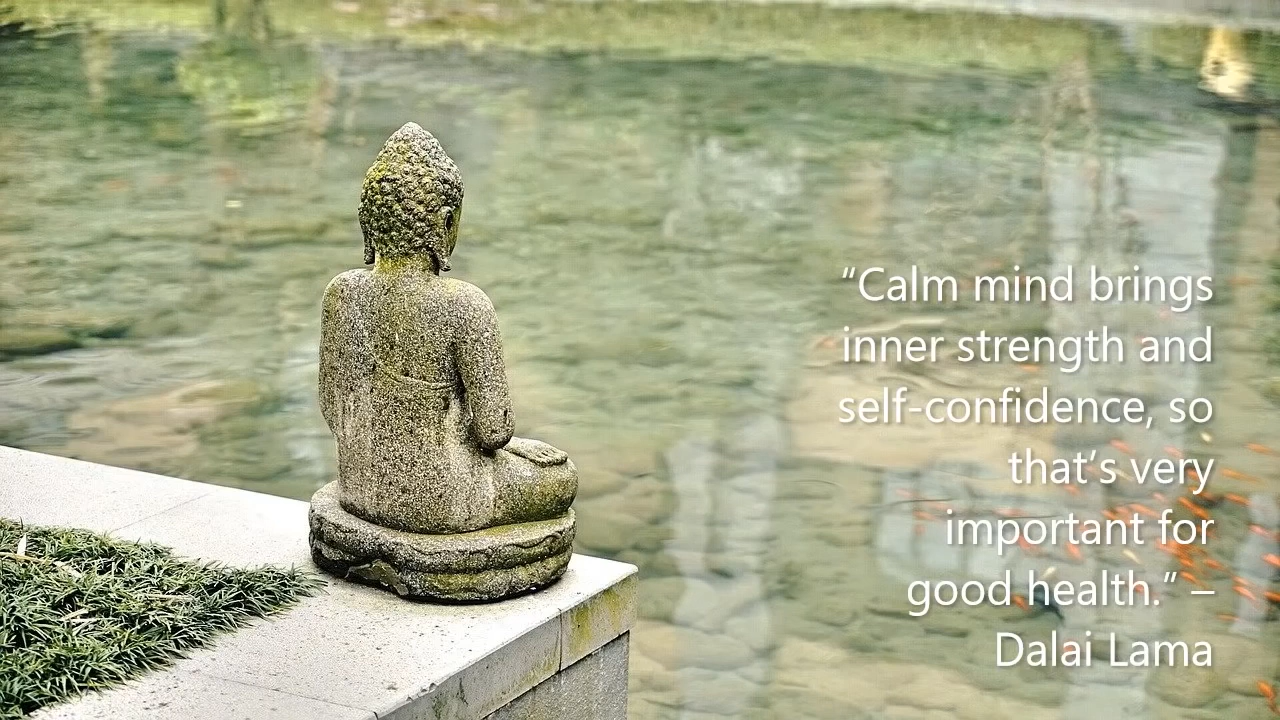 “Calm mind brings
inner strength and
self-confidence, so
that’s very
important for
good health.” –
Dalai Lama